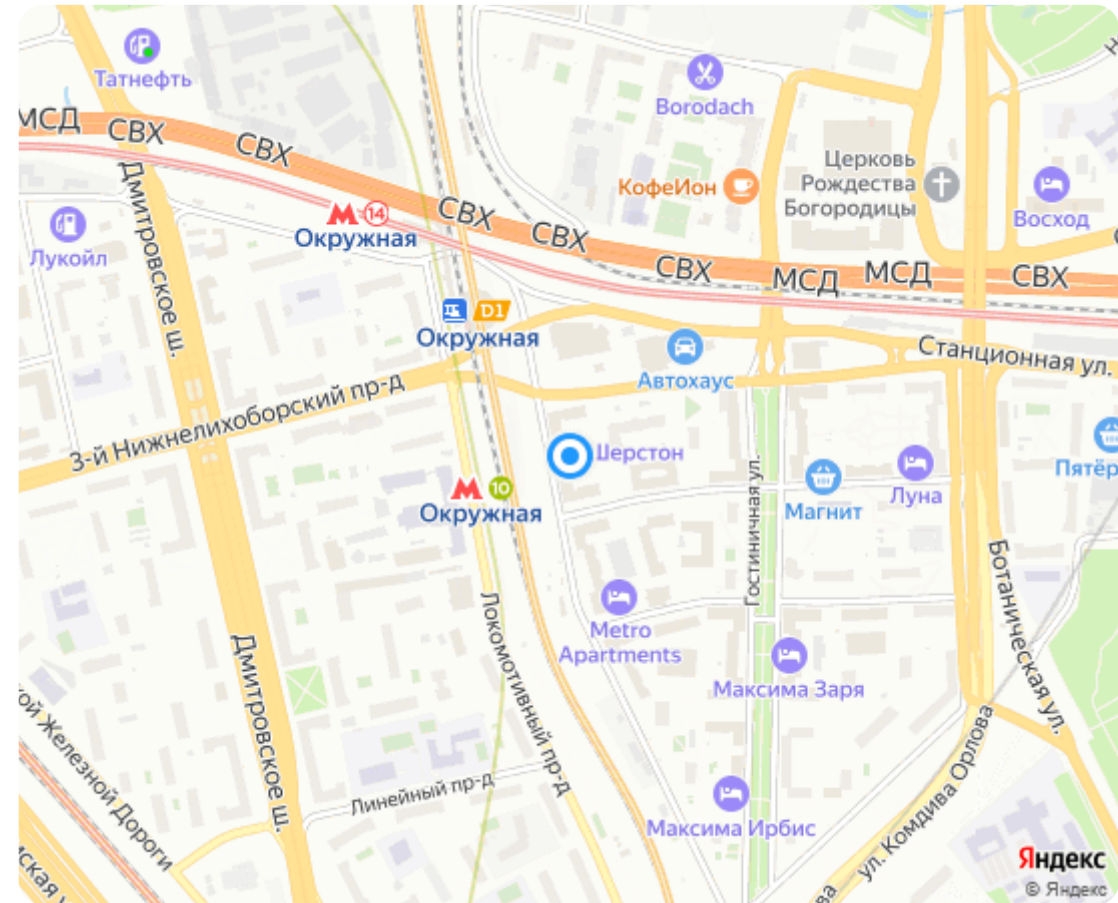 Татнефть
Borodach
МСД
СВХ
СВХ
Церковь
Рождества
Богородицы
КофеИон
Восход
14
Окружная
СВХ
СВХ
СВХ
МСД
МСД
СВХ
Лукойл
Дмитровское ш.
D1
Окружная
Станционная ул.
Автохаус
3-й Нижнелихоборский пр-д
Шерстон
Гостиничная ул.
Луна
Магнит
10
Окружная
Ботаническая ул.
Локомотивный пр-д
Metro
Apartments
Максима Заря
Дмитровское ш.
Железной Дороги
Линейный пр-д
Максима Ирбис
ул. Комдива Орлова
Яндекс
© Яндекс